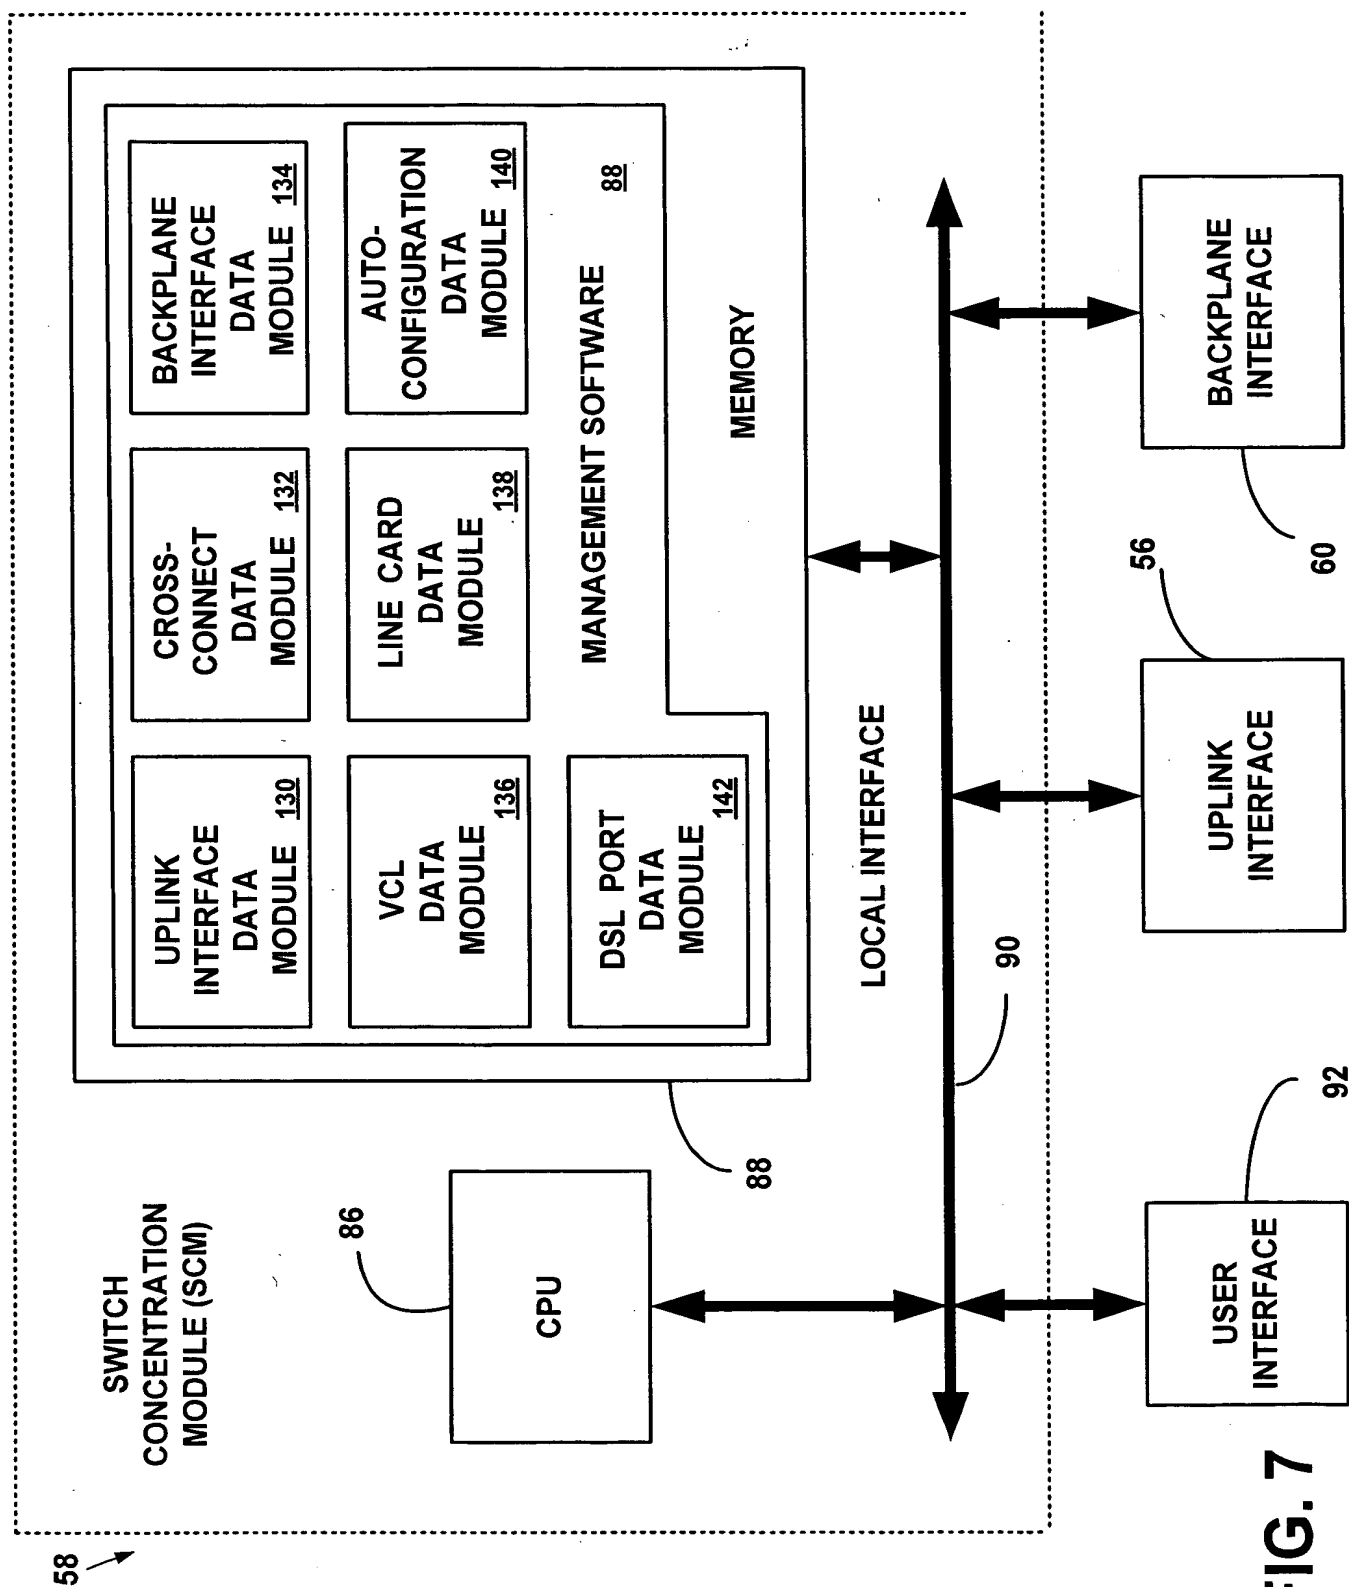 58
SWITCH
CONCENTRATION
MODULE (SCM)
UPLINK
INTERFACE
DATA
MODULE
130
CROSS-
CONNECT
DATA
MODULE
132
BACKPLANE
INTERFACE
DATA
MODULE
134
VCL
DATA
MODULE
136
LINE CARD
DATA
MODULE
138
AUTO-
CONFIGURATION
DATA
MODULE
140
DSL PORT
DATA
MODULE
142
MANAGEMENT SOFTWARE
88
MEMORY
86
CPU
88
LOCAL INTERFACE
90
USER
INTERFACE
92
UPLINK
INTERFACE
56
BACKPLANE
INTERFACE
60
FIG. 7